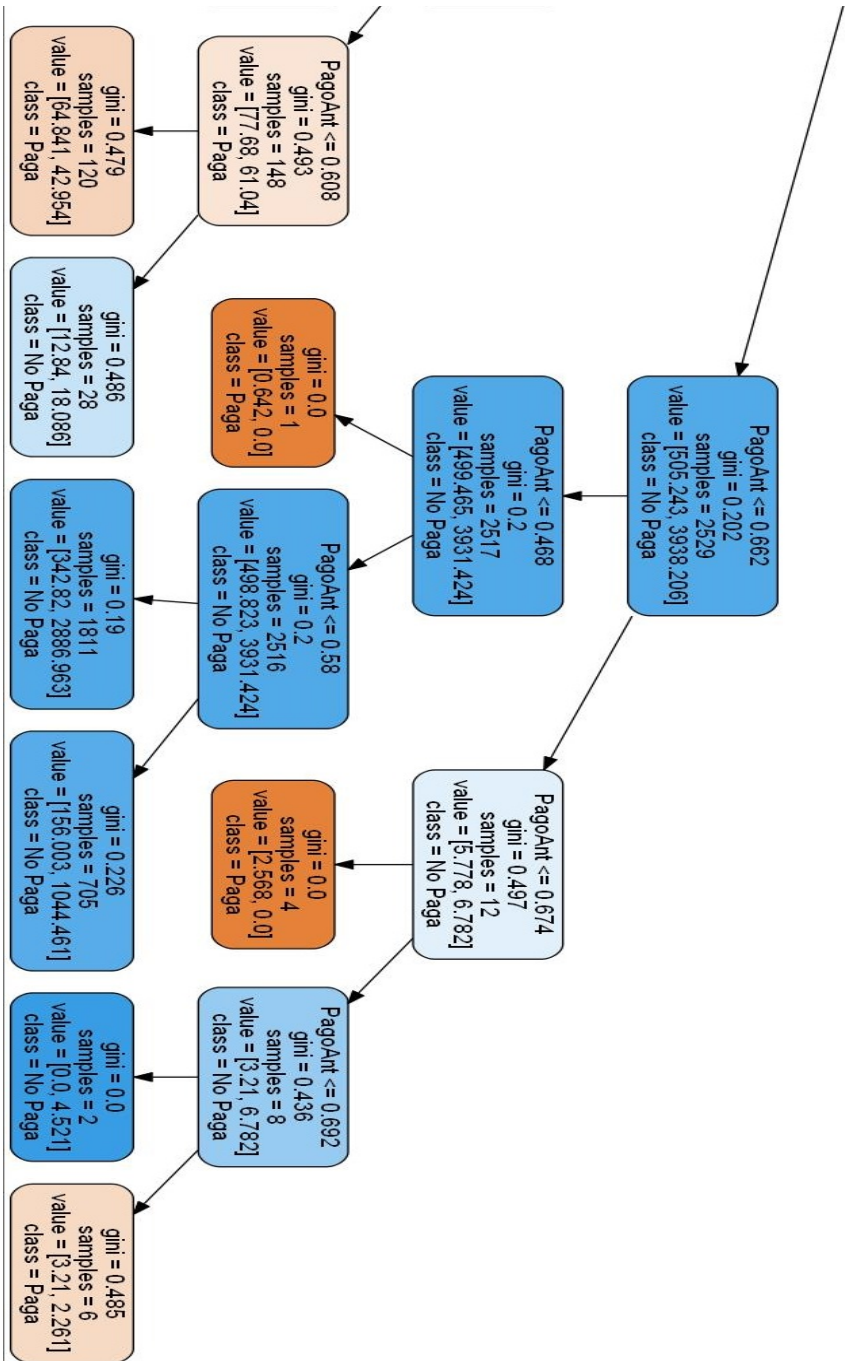 PagoAnt <= 0.662
gini = 0.202
samples = 2529
value = [505.243, 3938.206]
class = No Paga
PagoAnt <= 0.468
gini = 0.2
samples = 2517
value = [499.465, 3931.424]
class = No Paga
PagoAnt <= 0.674
gini = 0.497
samples = 12
value = [5.778, 6.782]
class = No Paga
PagoAnt <= 0.608
gini = 0.493
samples = 148
value = [77.68, 61.04]
class = Paga
gini = 0.0
samples = 1
value = [0.642, 0.0]
class = Paga
PagoAnt <= 0.58
gini = 0.2
samples = 2516
value = [498.823, 3931.424]
class = No Paga
gini = 0.0
samples = 4
value = [2.568, 0.0]
class = Paga
PagoAnt <= 0.692
gini = 0.436
samples = 8
value = [3.21, 6.782]
class = No Paga
gini = 0.479
samples = 120
value = [64.841, 42.954]
class = Paga
gini = 0.486
samples = 28
value = [12.84, 18.086]
class = No Paga
gini = 0.19
samples = 1811
value = [342.82, 2886.963]
class = No Paga
gini = 0.226
samples = 705
value = [156.003, 1044.461]
class = No Paga
gini = 0.0
samples = 2
value = [0.0, 4.521]
class = No Paga
gini = 0.485
samples = 6
value = [3.21, 2.261]
class = Paga